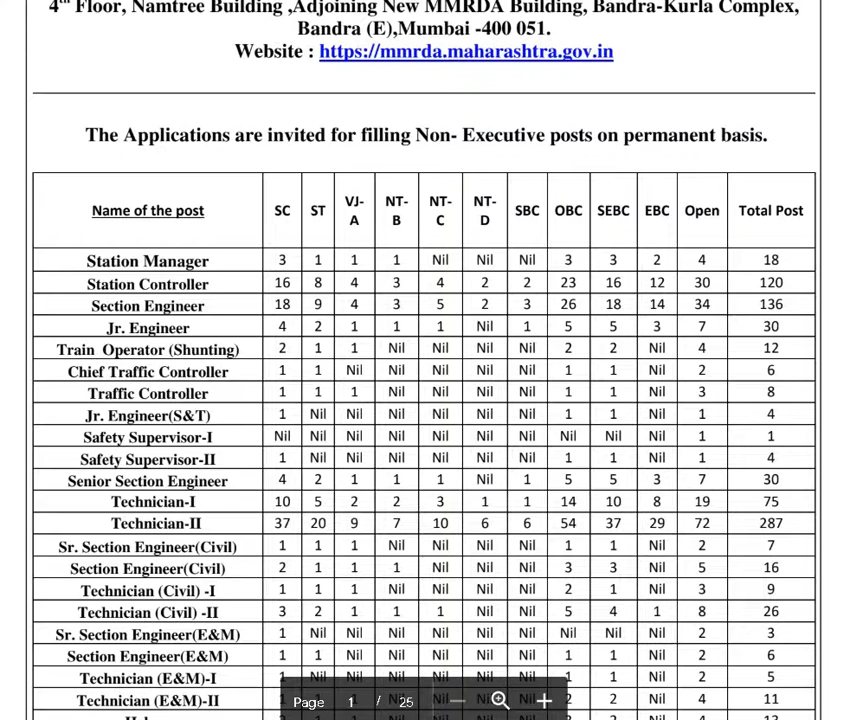 4th Floor, Namtree Building ,Adjoining New MMRDA Building, Bandra-Kurla Complex,
Bandra (E),Mumbai -400 051.
Website : https://mmrda.maharashtra.gov.in
The Applications are invited for filling Non- Executive posts on permanent basis.
Name of the post SC ST VJ-A NT-B NT-C NT-D SBC OBC SEBC EBC Open Total Post
Station Manager 3 1 1 1 Nil Nil Nil 3 3 2 4 18
Station Controller 16 8 4 3 4 2 2 23 16 12 30 120
Section Engineer 18 9 4 3 5 2 3 26 18 14 34 136
Jr. Engineer 4 2 1 1 1 Nil 1 5 5 3 7 30
Train Operator (Shunting) 2 1 1 Nil Nil Nil Nil 2 2 Nil 4 12
Chief Traffic Controller 1 1 Nil Nil Nil Nil Nil 1 1 Nil 2 6
Traffic Controller 1 1 1 Nil Nil Nil Nil 1 1 Nil 3 8
Jr. Engineer(S&T) 1 Nil Nil Nil Nil Nil Nil 1 1 Nil 1 4
Safety Supervisor-I Nil Nil Nil Nil Nil Nil Nil Nil Nil Nil 1 1
Safety Supervisor-II 1 Nil Nil Nil Nil Nil Nil 1 1 Nil 1 4
Senior Section Engineer 4 2 1 1 1 Nil 1 5 5 3 7 30
Technician-I 10 5 2 2 3 1 1 14 10 8 19 75
Technician-II 37 20 9 7 10 6 6 54 37 29 72 287
Sr. Section Engineer(Civil) 1 1 1 Nil Nil Nil Nil 1 1 Nil 2 7
Section Engineer(Civil) 2 1 1 1 Nil Nil Nil 3 3 Nil 5 16
Technician (Civil) -I 1 1 1 Nil Nil Nil Nil 2 1 Nil 3 9
Technician (Civil) -II 3 2 1 1 1 Nil Nil 5 4 1 8 26
Sr. Section Engineer(E&M) 1 Nil Nil Nil Nil Nil Nil Nil Nil Nil 2 3
Section Engineer(E&M) 1 1 Nil Nil Nil Nil Nil 1 1 Nil 2 6
Technician (E&M)-I 1 Nil Nil Nil Nil Nil Nil 1 1 Nil 2 5
Technician (E&M)-II 2 2 Nil 4 11
Page 1 / 25